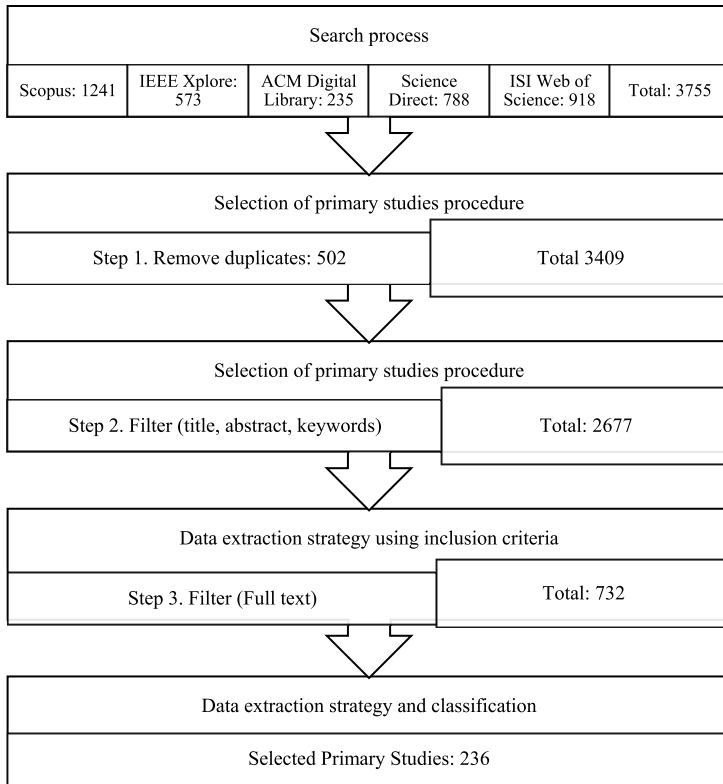 Search process
Scopus: 1241
IEEE Xplore:
573
ACM Digital
Library: 235
Science
Direct: 788
ISI Web of
Science: 918
Total: 3755
Selection of primary studies procedure
Step 1. Remove duplicates: 502
Total 3409
Selection of primary studies procedure
Step 2. Filter (title, abstract, keywords)
Total: 2677
Data extraction strategy using inclusion criteria
Step 3. Filter (Full text)
Total: 732
Data extraction strategy and classification
Selected Primary Studies: 236